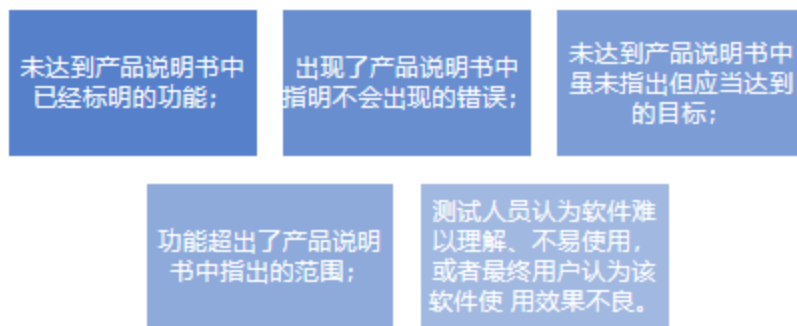 未达到产品说明书中
已经标明的功能；
出现了产品说明书中
指明不会出现的错误；
未达到产品说明书中
虽未指出但应当达到
的目标；
功能超出了产品说明
书中指出的范围；
测试人员认为软件难
以理解、不易使用，
或者最终用户认为该
软件使 用效果不良。